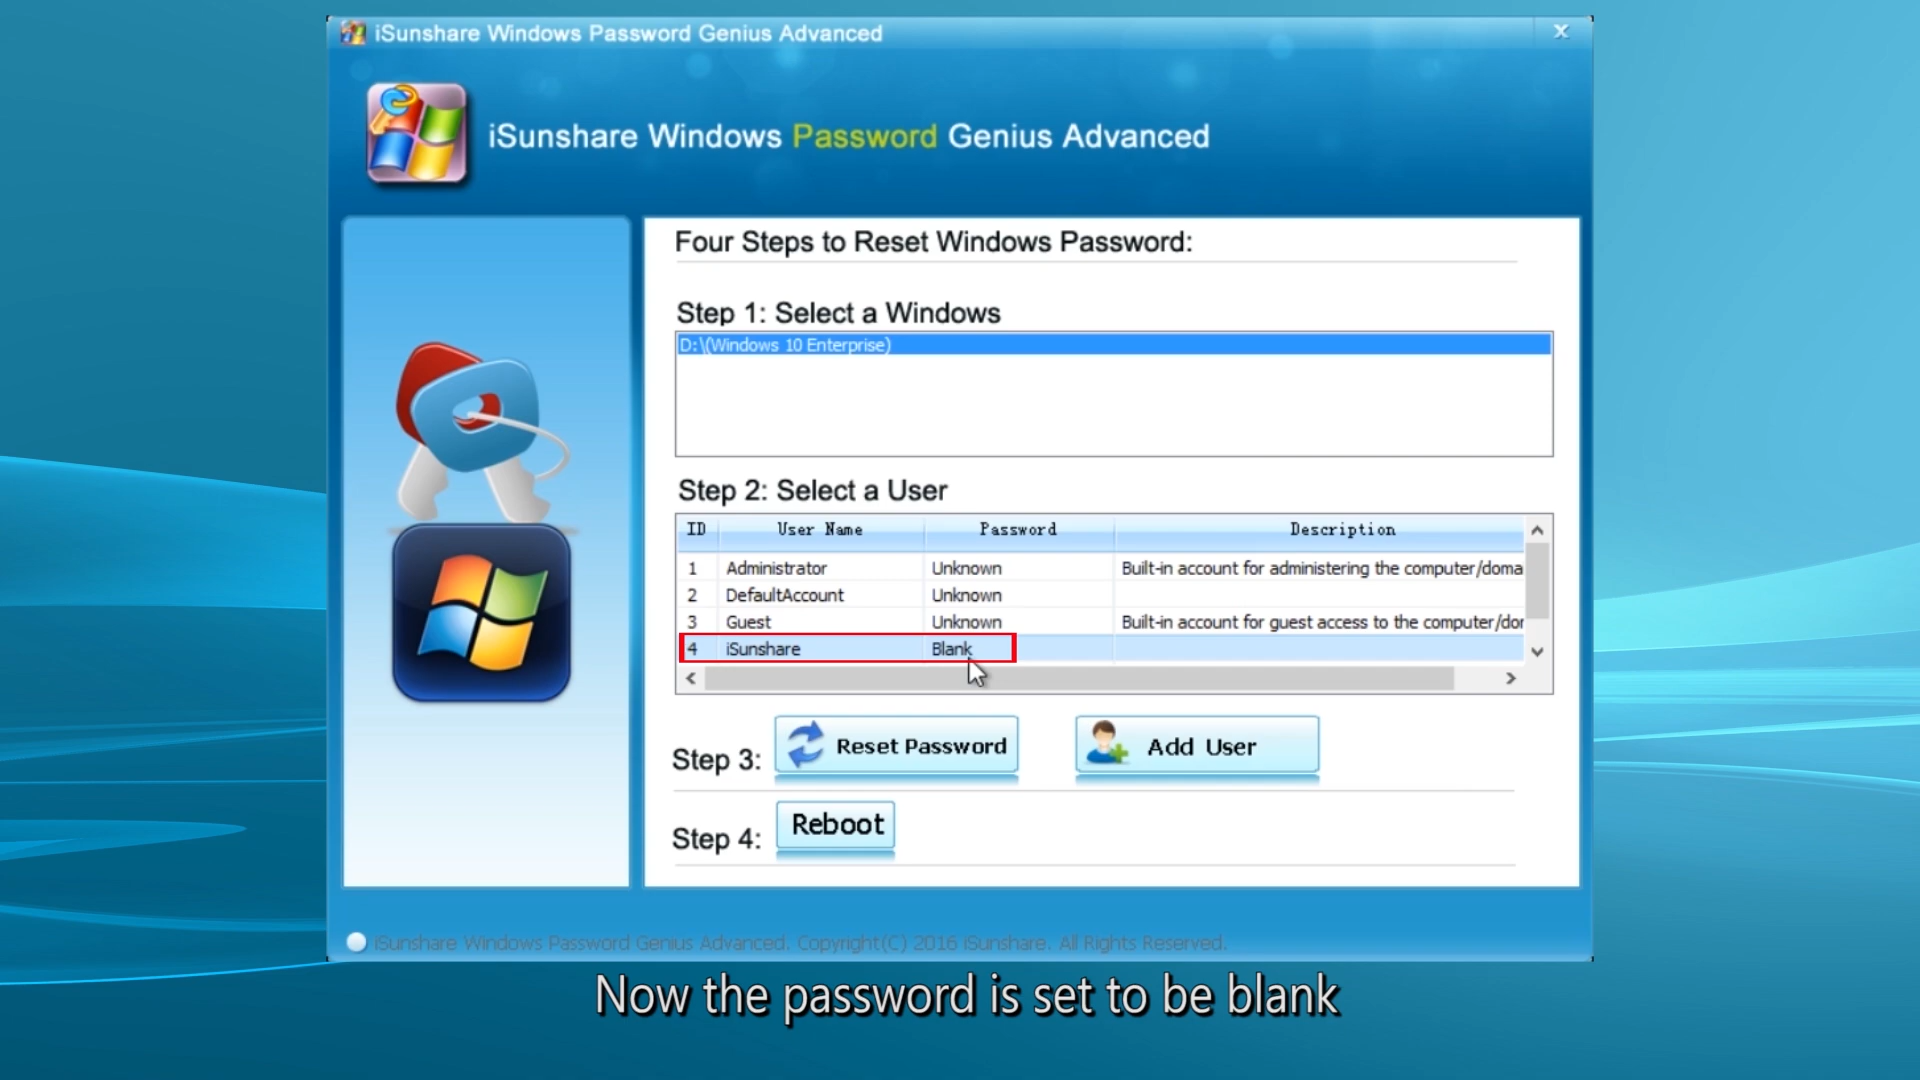 iSunshare Windows Password Genius Advanced
iSunshare Windows Password Genius Advanced
Four Steps to Reset Windows Password:
Step 1: Select a Windows
D:\(Windows 10 Enterprise)
Step 2: Select a User
ID User Name Password Description
1 Administrator Unknown Built-in account for administering the computer/doma
2 DefaultAccount Unknown
3 Guest Unknown Built-in account for guest access to the computer/dor
4 iSunshare Blank
Step 3: Reset Password Add User
Step 4: Reboot
iSunshare Windows Password Genius Advanced. Copyright(C) 2016 iSunshare. All Rights Reserved.
Now the password is set to be blank